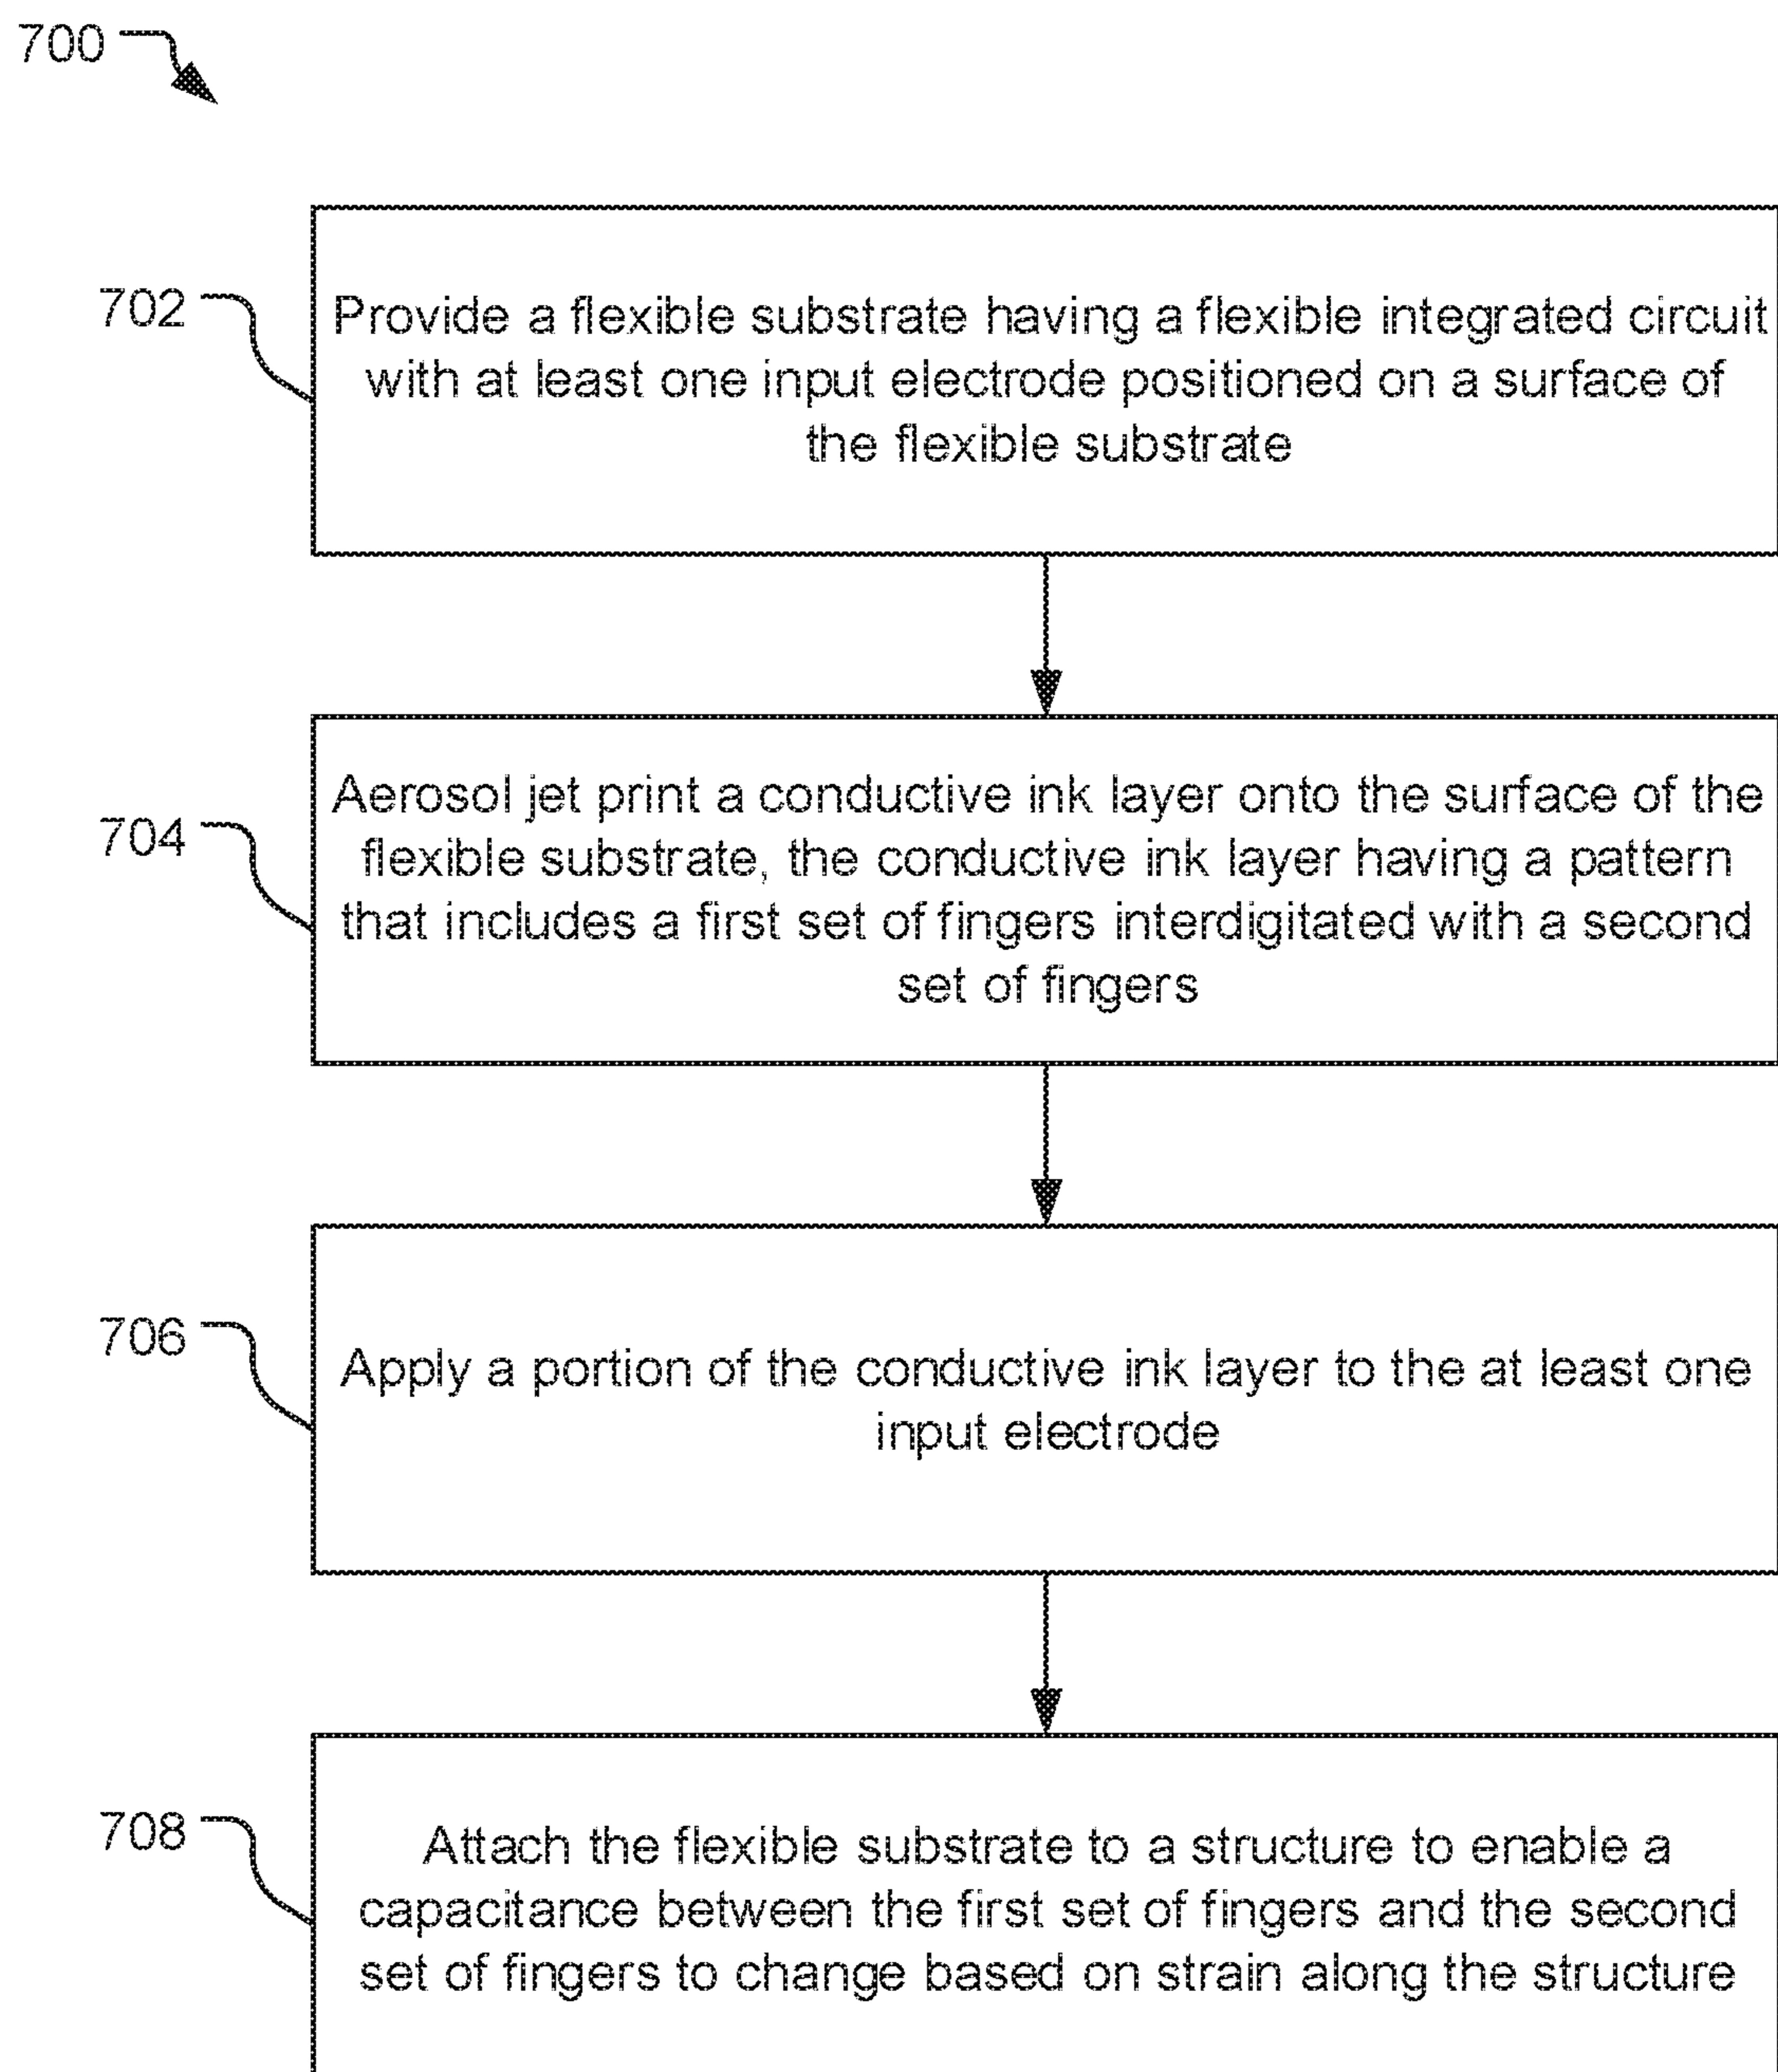 700
702
Provide a flexible substrate having a flexible integrated circuit
with at least one input electrode positioned on a surface of
the flexible substrate
704
Aerosol jet print a conductive ink layer onto the surface of the
flexible substrate, the conductive ink layer having a pattern
that includes a first set of fingers interdigitated with a second
set of fingers
706
Apply a portion of the conductive ink layer to the at least one
input electrode
708
Attach the flexible substrate to a structure to enable a
capacitance between the first set of fingers and the second
set of fingers to change based on strain along the structure